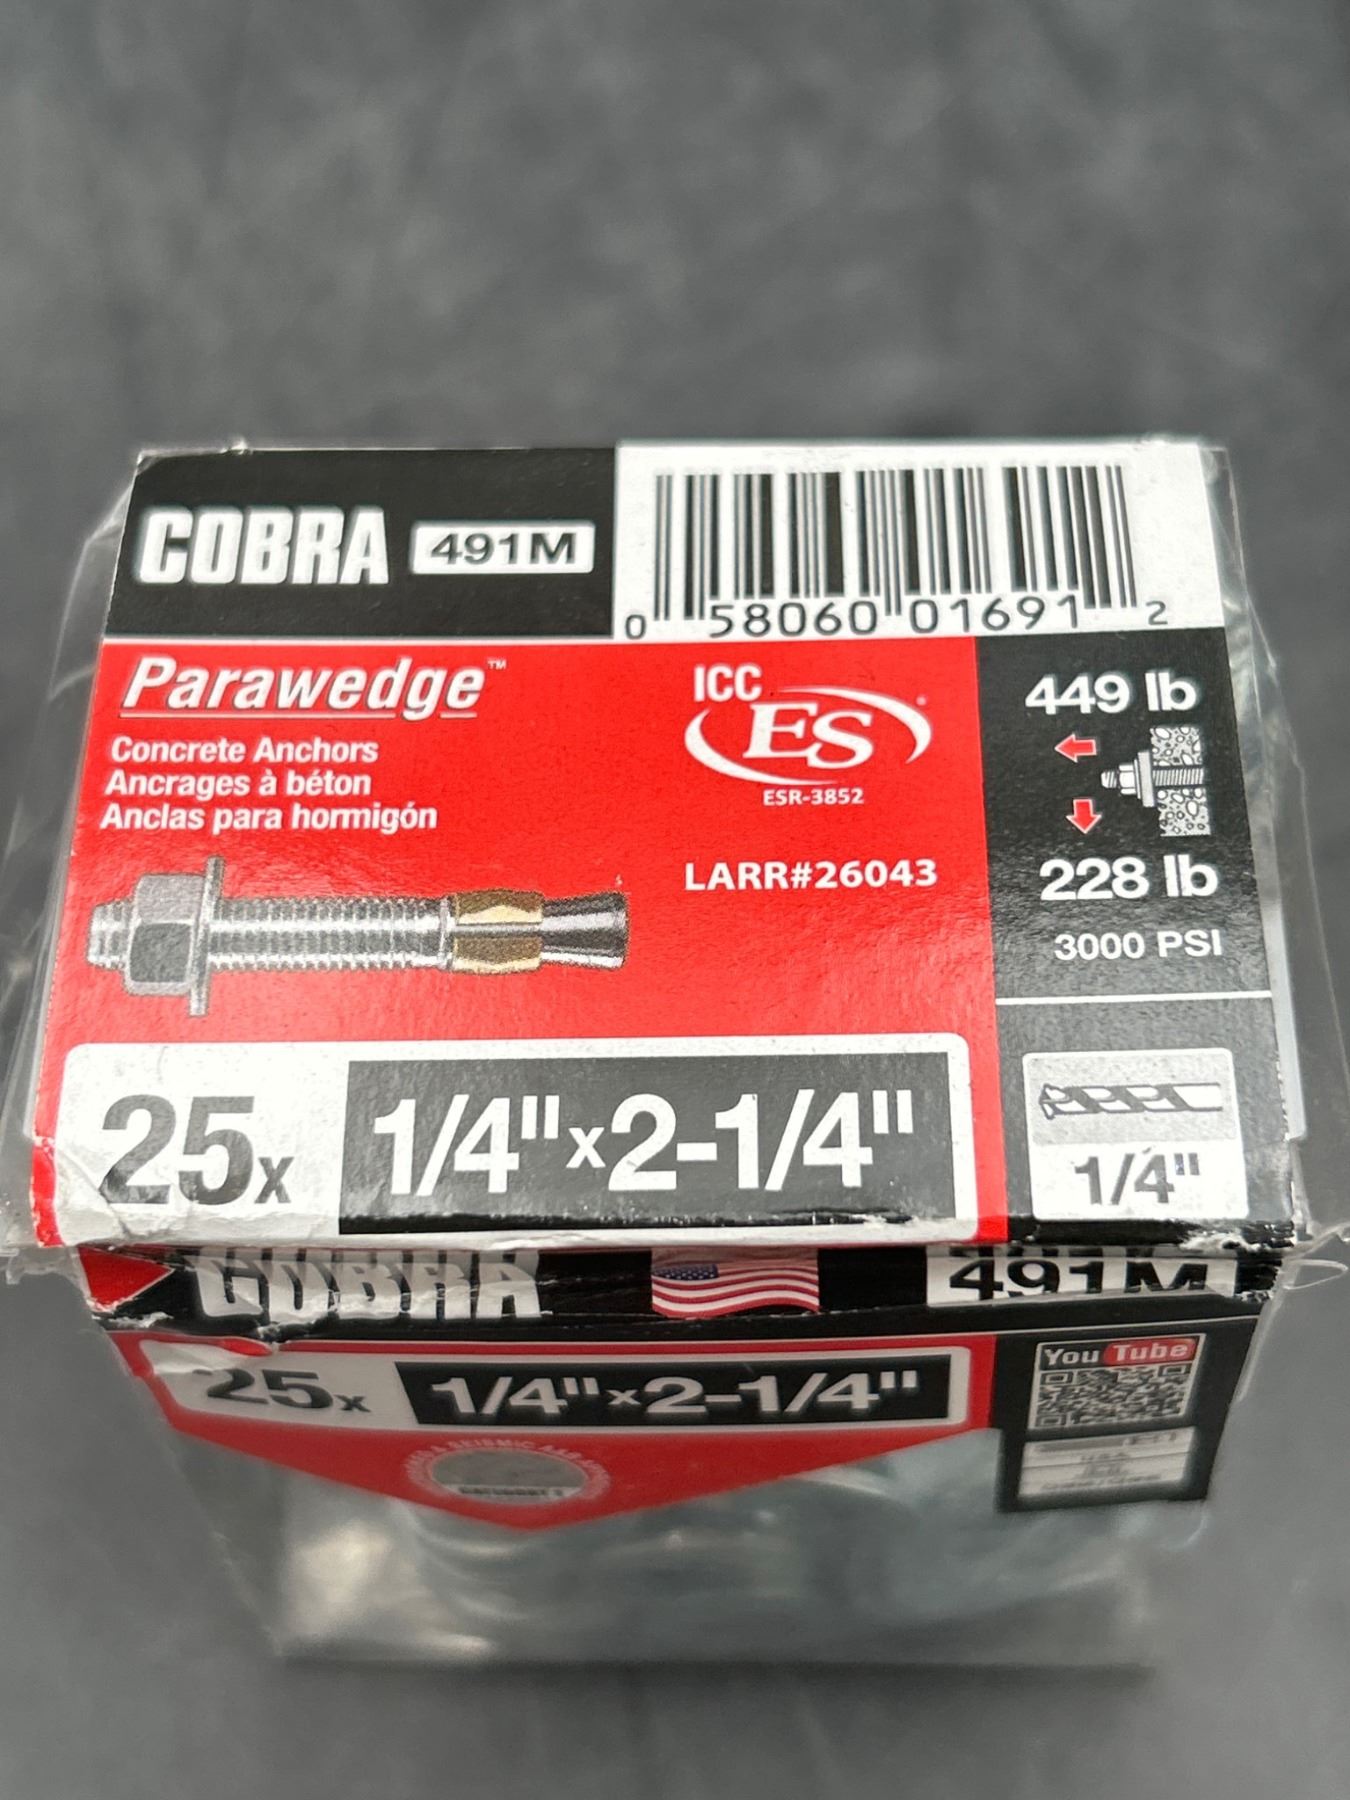 COBRA 491M
0 58060 01691 2
Parawedge™
Concrete Anchors
Ancrages à béton
Anclas para hormigón
ICC
ES
ESR-3852
LARR#26043
449 lb
228 lb
3000 PSI
25x 1/4"x2-1/4"
1/4"
COBRA 491M
25x 1/4"x2-1/4"
YouTube